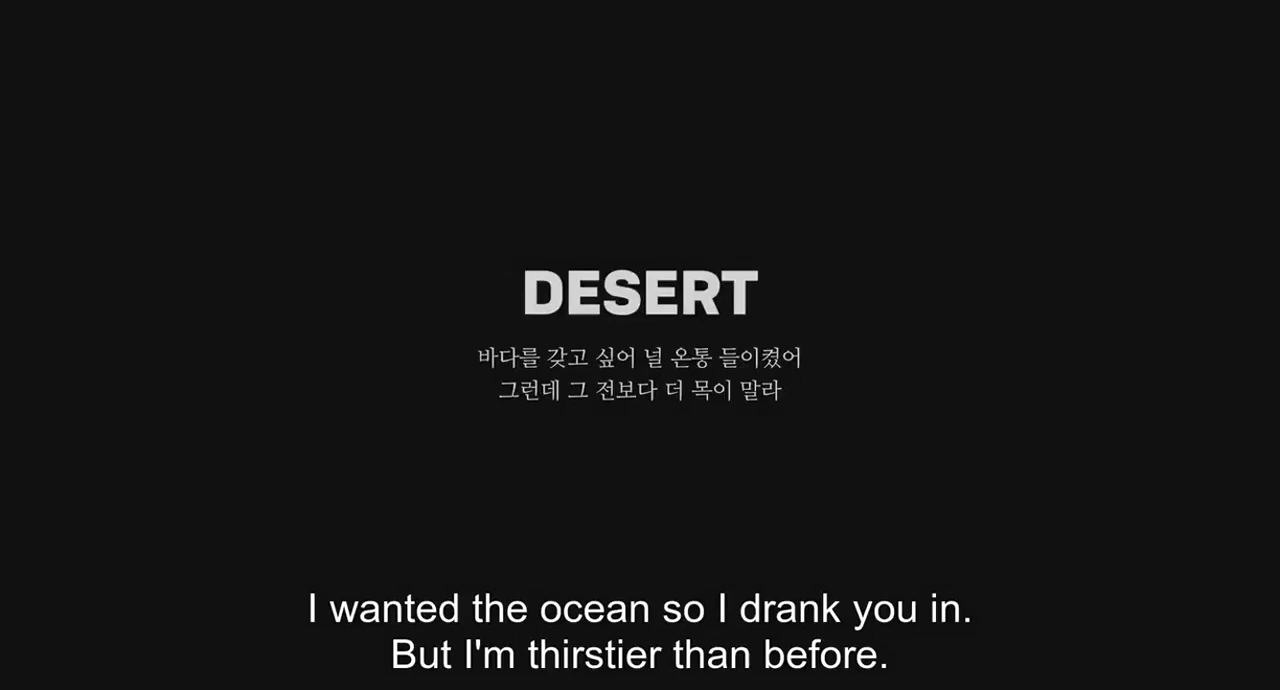 DESERT
바다를 갖고 싶어 널 온통 들이켰어
그런데 그 전보다 더 목이 말라
I wanted the ocean so I drank you in.
But I'm thirstier than before.